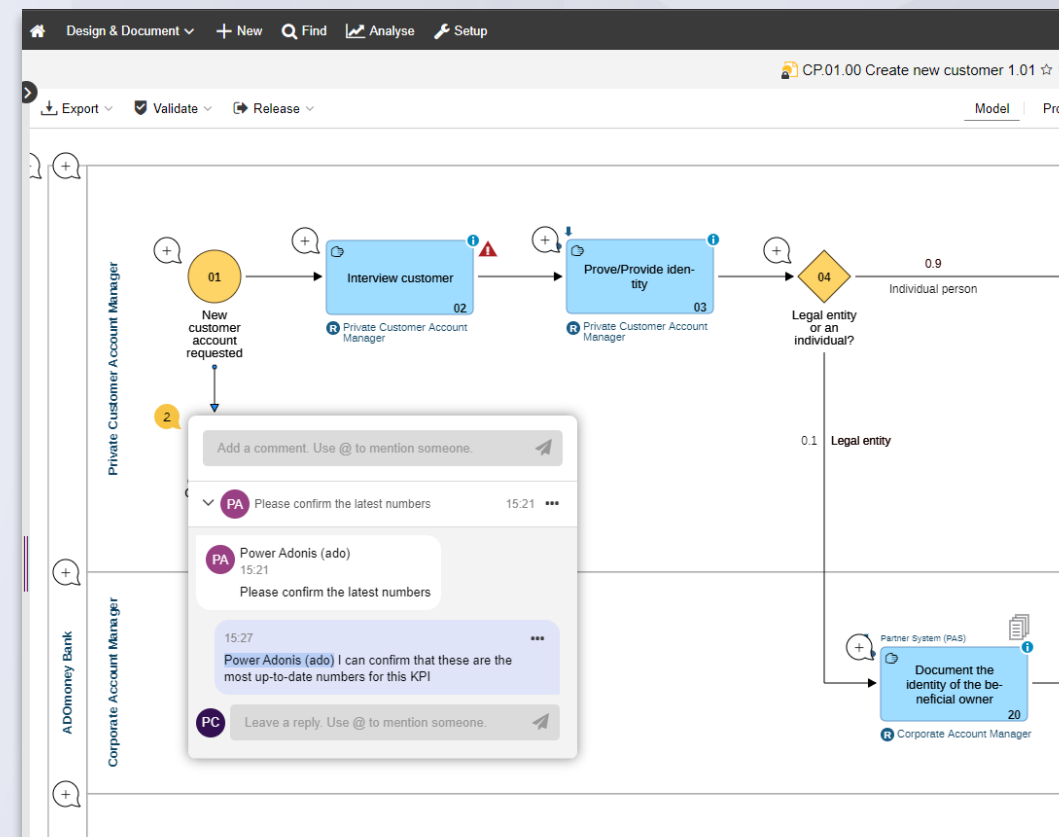 Design & Document
New
Find
Analyse
Setup
CP.01.00 Create new customer 1.01
Export
Validate
Release
Model
Private Customer Account Manager
01
New
customer
account
requested
Interview customer
02
R Private Customer Account
Manager
Prove/Provide iden-
tity
03
R Private Customer Account
Manager
04
Legal entity
or an
individual?
0.9
Individual person
0.1
Legal entity
2
Add a comment. Use @ to mention someone.
PA Please confirm the latest numbers 15:21
PA
Power Adonis (ado)
15:21
Please confirm the latest numbers
15:27
Power Adonis (ado) I can confirm that these are the
most up-to-date numbers for this KPI
PC
Leave a reply. Use @ to mention someone.
ADOmoney Bank
Corporate Account Manager
Partner System (PAS)
Document the
identity of the be-
neficial owner
20
R Corporate Account Manager